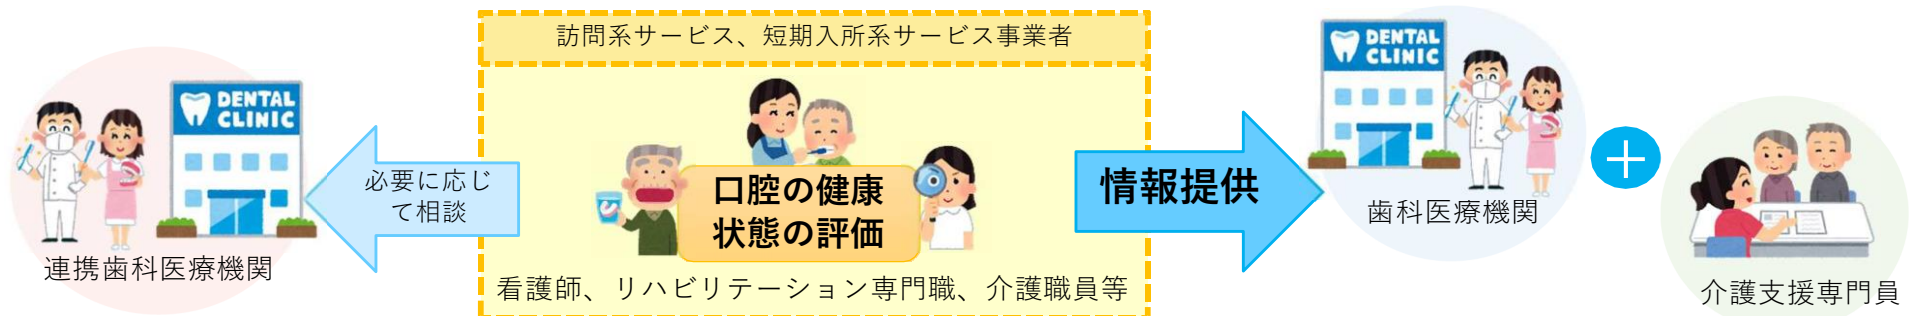 訪問系サービス、短期入所系サービス事業者
DENTAL
CLINIC
必要に応じ
て相談
連携歯科医療機関
口腔の健康
状態の評価
看護師、リハビリテーション専門職、介護職員等
情報提供
DENTAL
CLINIC
歯科医療機関
+
介護支援専門員